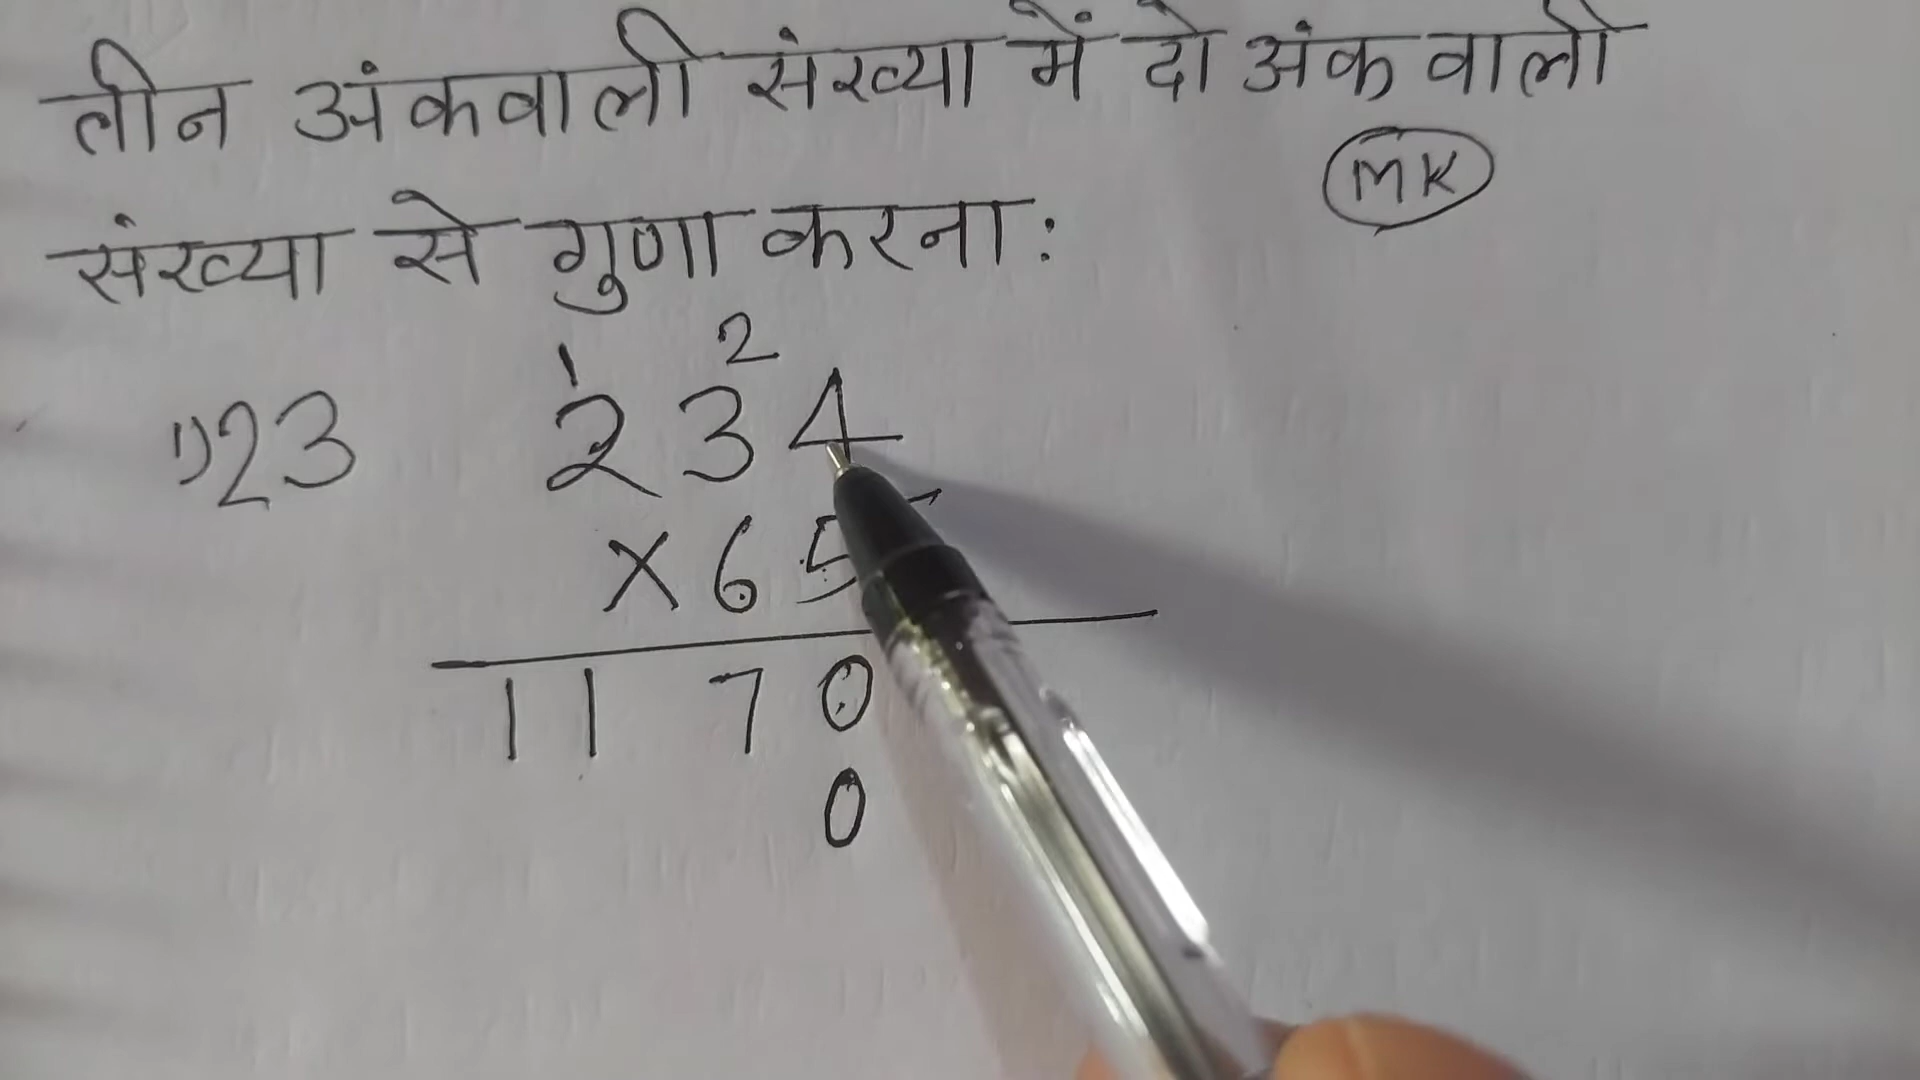 तीन अंकवाली संख्या में दो अंक वाली
MK
संख्या से गुणा करना:
1 2
1) 23 234
× 65
1170
0